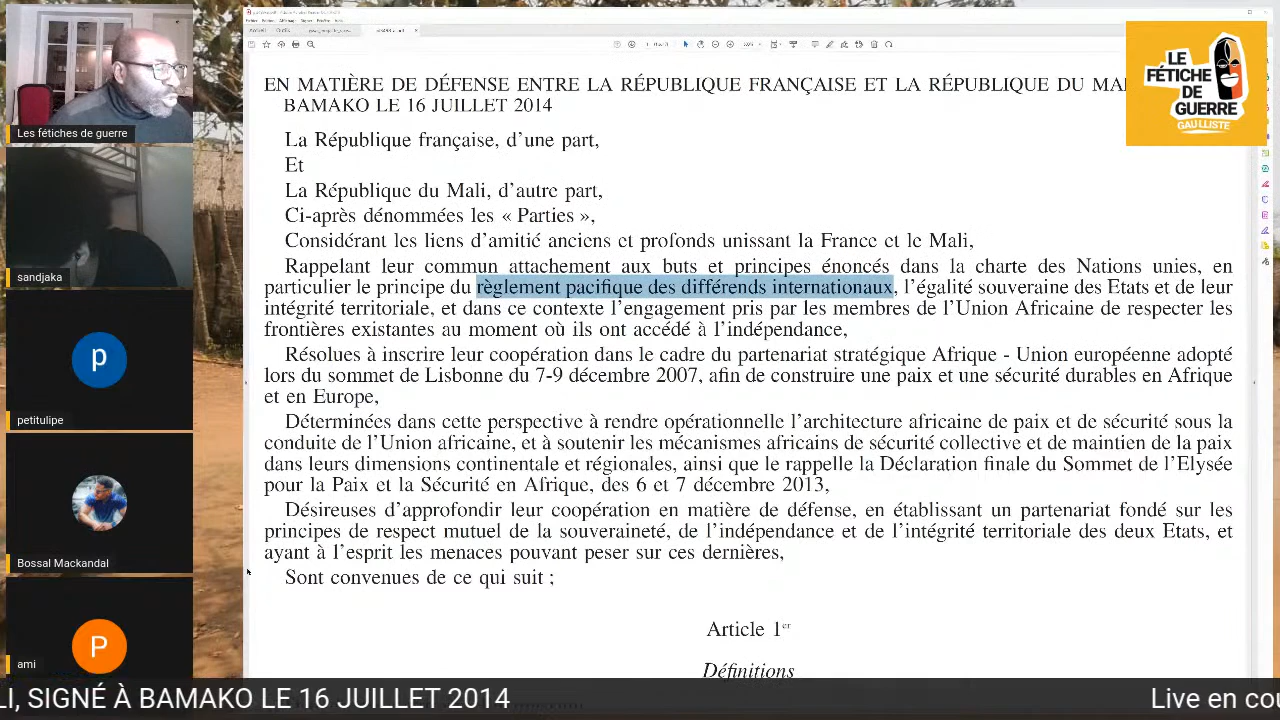 LE
FÉTICHE
DE
GUERRE
GAULLISTE
EN MATIÈRE DE DÉFENSE ENTRE LA RÉPUBLIQUE FRANÇAISE ET LA RÉPUBLIQUE DU
BAMAKO LE 16 JUILLET 2014
La République française, d'une part,
Et
La République du Mali, d'autre part,
Ci-après dénommées les « Parties »,
Considérant les liens d'amitié anciens et profonds unissant la France et le Mali,
Rappelant leur commun attachement aux buts et principes énoncés dans la charte des Nations unies, en
particulier le principe du règlement pacifique des différends internationaux, l'égalité souveraine des Etats et de leur
intégrité territoriale, et dans ce contexte l'engagement pris par les membres de l'Union Africaine de respecter les
frontières existantes au moment où ils ont accédé à l'indépendance,
Résolues à inscrire leur coopération dans le cadre du partenariat stratégique Afrique - Union européenne adopté
lors du sommet de Lisbonne du 7-9 décembre 2007, afin de construire une paix et une sécurité durables en Afrique
et en Europe,
Déterminées dans cette perspective à rendre opérationnelle l'architecture africaine de paix et de sécurité sous la
conduite de l'Union africaine, et à soutenir les mécanismes africains de sécurité collective et de maintien de la paix
dans leurs dimensions continentale et régionales, ainsi que le rappelle la Déclaration finale du Sommet de l'Elysée
pour la Paix et la Sécurité en Afrique, des 6 et 7 décembre 2013,
Désireuses d'approfondir leur coopération en matière de défense, en établissant un partenariat fondé sur les
principes de respect mutuel de la souveraineté, de l'indépendance et de l'intégrité territoriale des deux Etats, et
ayant à l'esprit les menaces pouvant peser sur ces dernières,
Sont convenues de ce qui suit ;
Article 1er
Définitions
Les fétiches de guerre
sandjaka
p
petitulipe
Bossal Mackandal
P
ami
LI, SIGNÉ À BAMAKO LE 16 JUILLET 2014
Live en cou